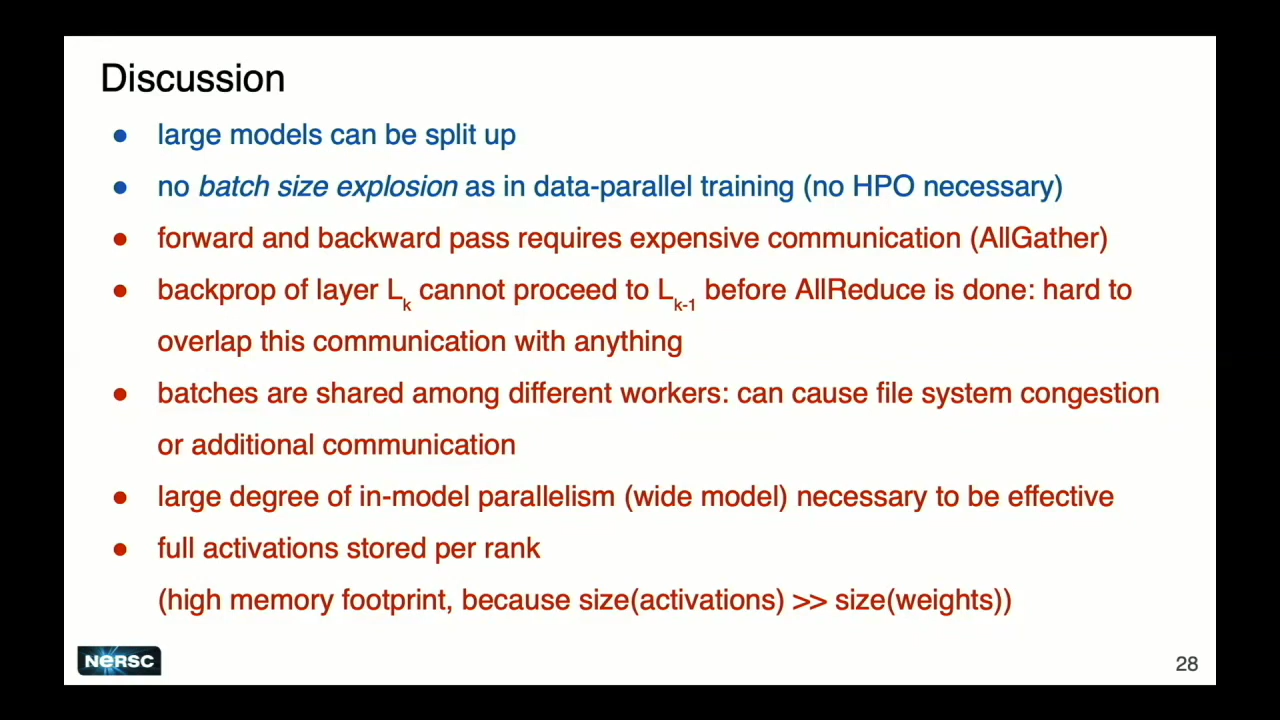 Discussion
● large models can be split up
● no batch size explosion as in data-parallel training (no HPO necessary)
● forward and backward pass requires expensive communication (AllGather)
● backprop of layer Lk cannot proceed to Lk-1 before AllReduce is done: hard to
overlap this communication with anything
● batches are shared among different workers: can cause file system congestion
or additional communication
● large degree of in-model parallelism (wide model) necessary to be effective
● full activations stored per rank
(high memory footprint, because size(activations) >> size(weights))
NERSC
28